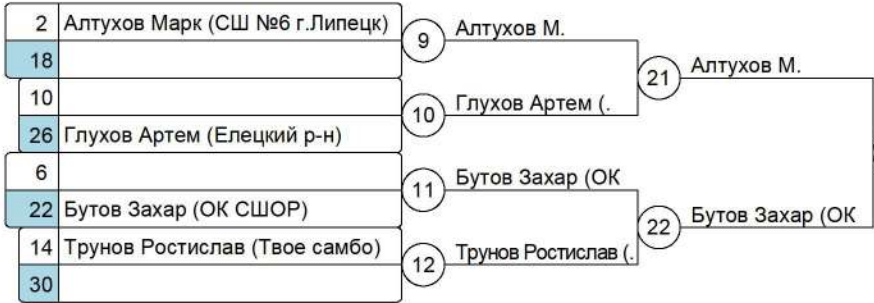 2 Алтухов Марк (СШ №6 г.Липецк)
18
10
26 Глухов Артем (Елецкий р-н)
6
22 Бутов Захар (ОК СШОР)
14 Трунов Ростислав (Твое самбо)
30
9 Алтухов М.
10 Глухов Артем (.
11 Бутов Захар (ОК
12 Трунов Ростислав (.
21 Алтухов М.
22 Бутов Захар (ОК